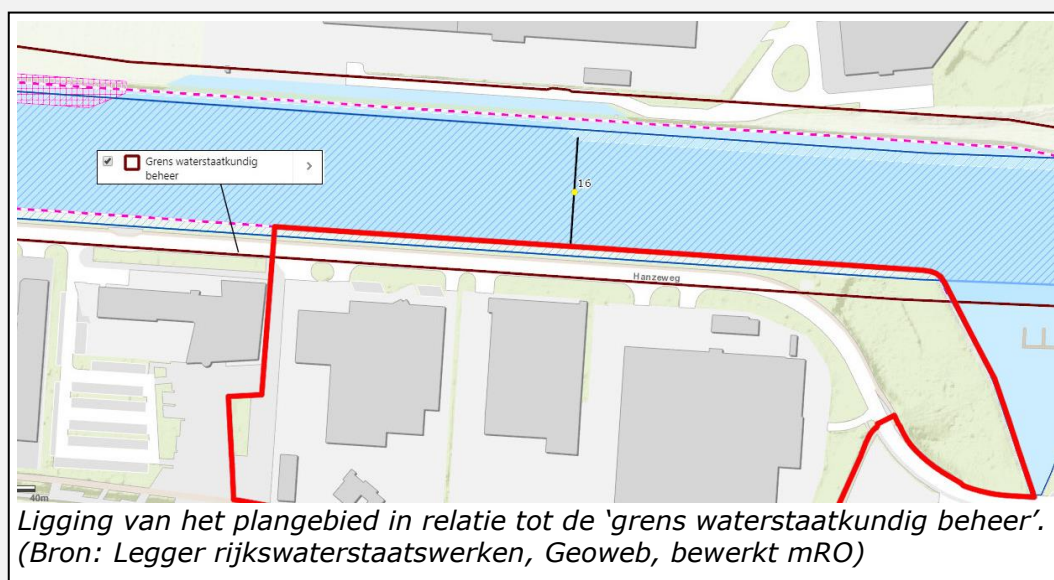 Grens waterstaatkundig
beheer
16
Hanzeweg
E
40m
Ligging van het plangebied in relatie tot de ‘grens waterstaatkundig beheer’.
(Bron: Legger rijkswaterstaatswerken, Geoweb, bewerkt mRO)